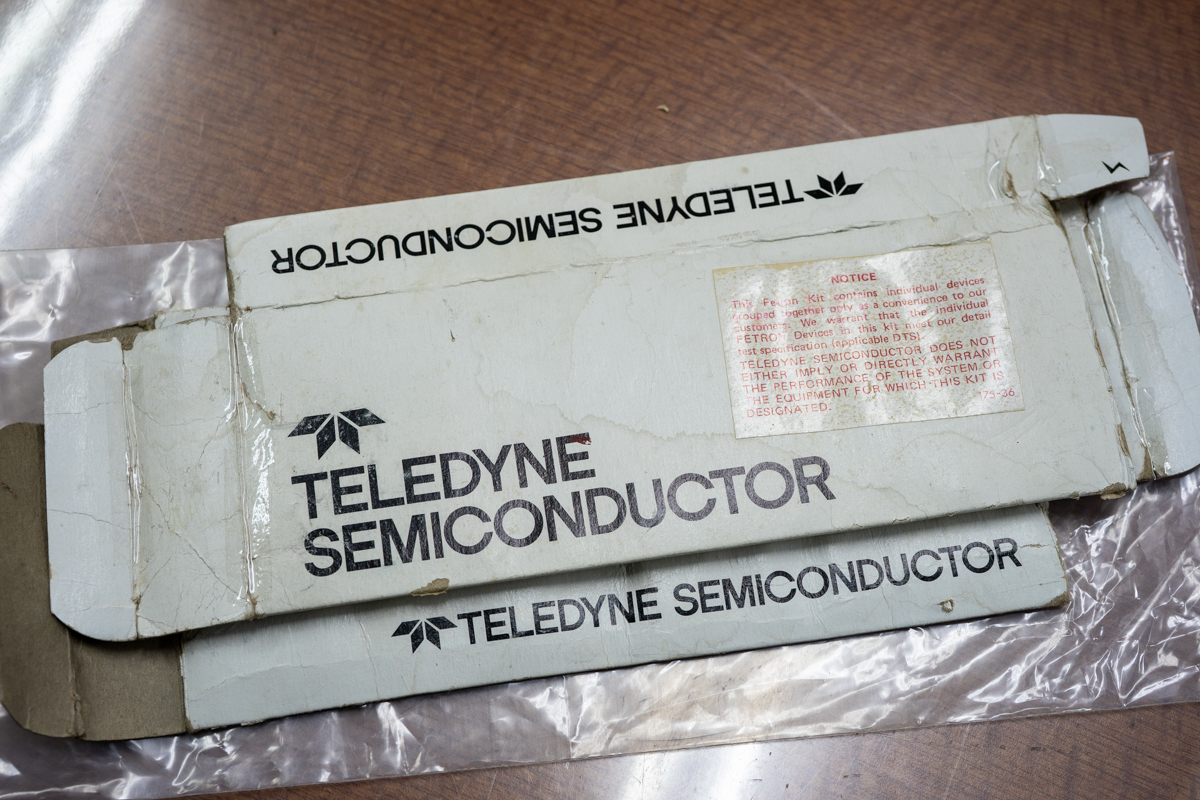 TELEDYNE SEMICONDUCTOR
NOTICE
This Fetron Kit contains individual devices
grouped together only as a convenience to our
customers. We warrant that the individual
FETRON Devices in this kit meet our detail
test specification (applicable DTS).
TELEDYNE SEMICONDUCTOR DOES NOT
EITHER IMPLY OR DIRECTLY WARRANT
THE PERFORMANCE OF THE SYSTEM OR
THE EQUIPMENT FOR WHICH THIS KIT IS
DESIGNATED.
175-36
TELEDYNE
SEMICONDUCTOR
TELEDYNE SEMICONDUCTOR